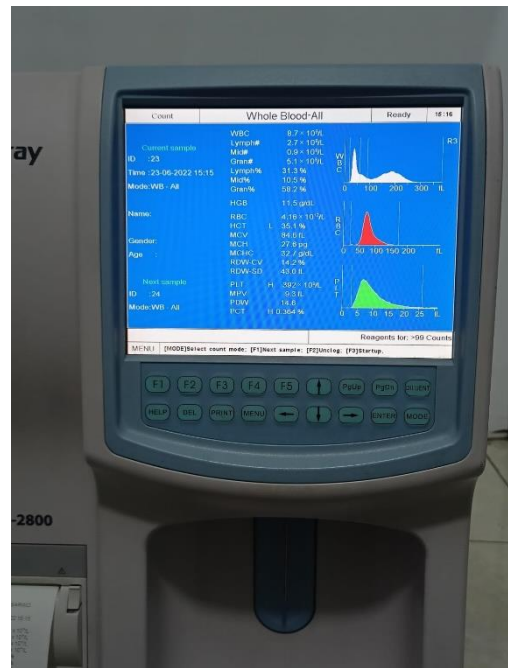 Count Whole Blood-All Ready 15:16
Current sample
ID :23
Time :23-06-2022 15:15
Mode:WB - All
Name:
Gender:
Age :
Next sample
ID :24
Mode:WB - All
WBC 8.7 × 10⁹/L
Lymph# 2.7 × 10⁹/L
Mid# 0.9 × 10⁹/L
Gran# 5.1 × 10⁹/L
Lymph% 31.3 %
Mid% 10.5 %
Gran% 58.2 %
HGB 11.5 g/dL
RBC 4.16 × 10¹²/L
HCT L 35.1 %
MCV 84.5 fL
MCH 27.6 pg
MCHC 32.7 g/dL
RDW-CV 14.2 %
RDW-SD 43.0 fL
PLT H 392 × 10⁹/L
MPV 9.3 fL
PDW 14.6
PCT H 0.364 %
WBC
R3
0 100 200 300 fL
RBC
0 50 100 150 200 fL
PLT
0 5 10 15 20 25 fL
Reagents for: >99 Counts
MENU [MODE]Select count mode; [F1]Next sample; [F2]Unclog; [F3]Startup.
F1 F2 F3 F4 F5 PgUp PgDn DILUENT
HELP DEL PRINT MENU ENTER MODE
ray
-2800